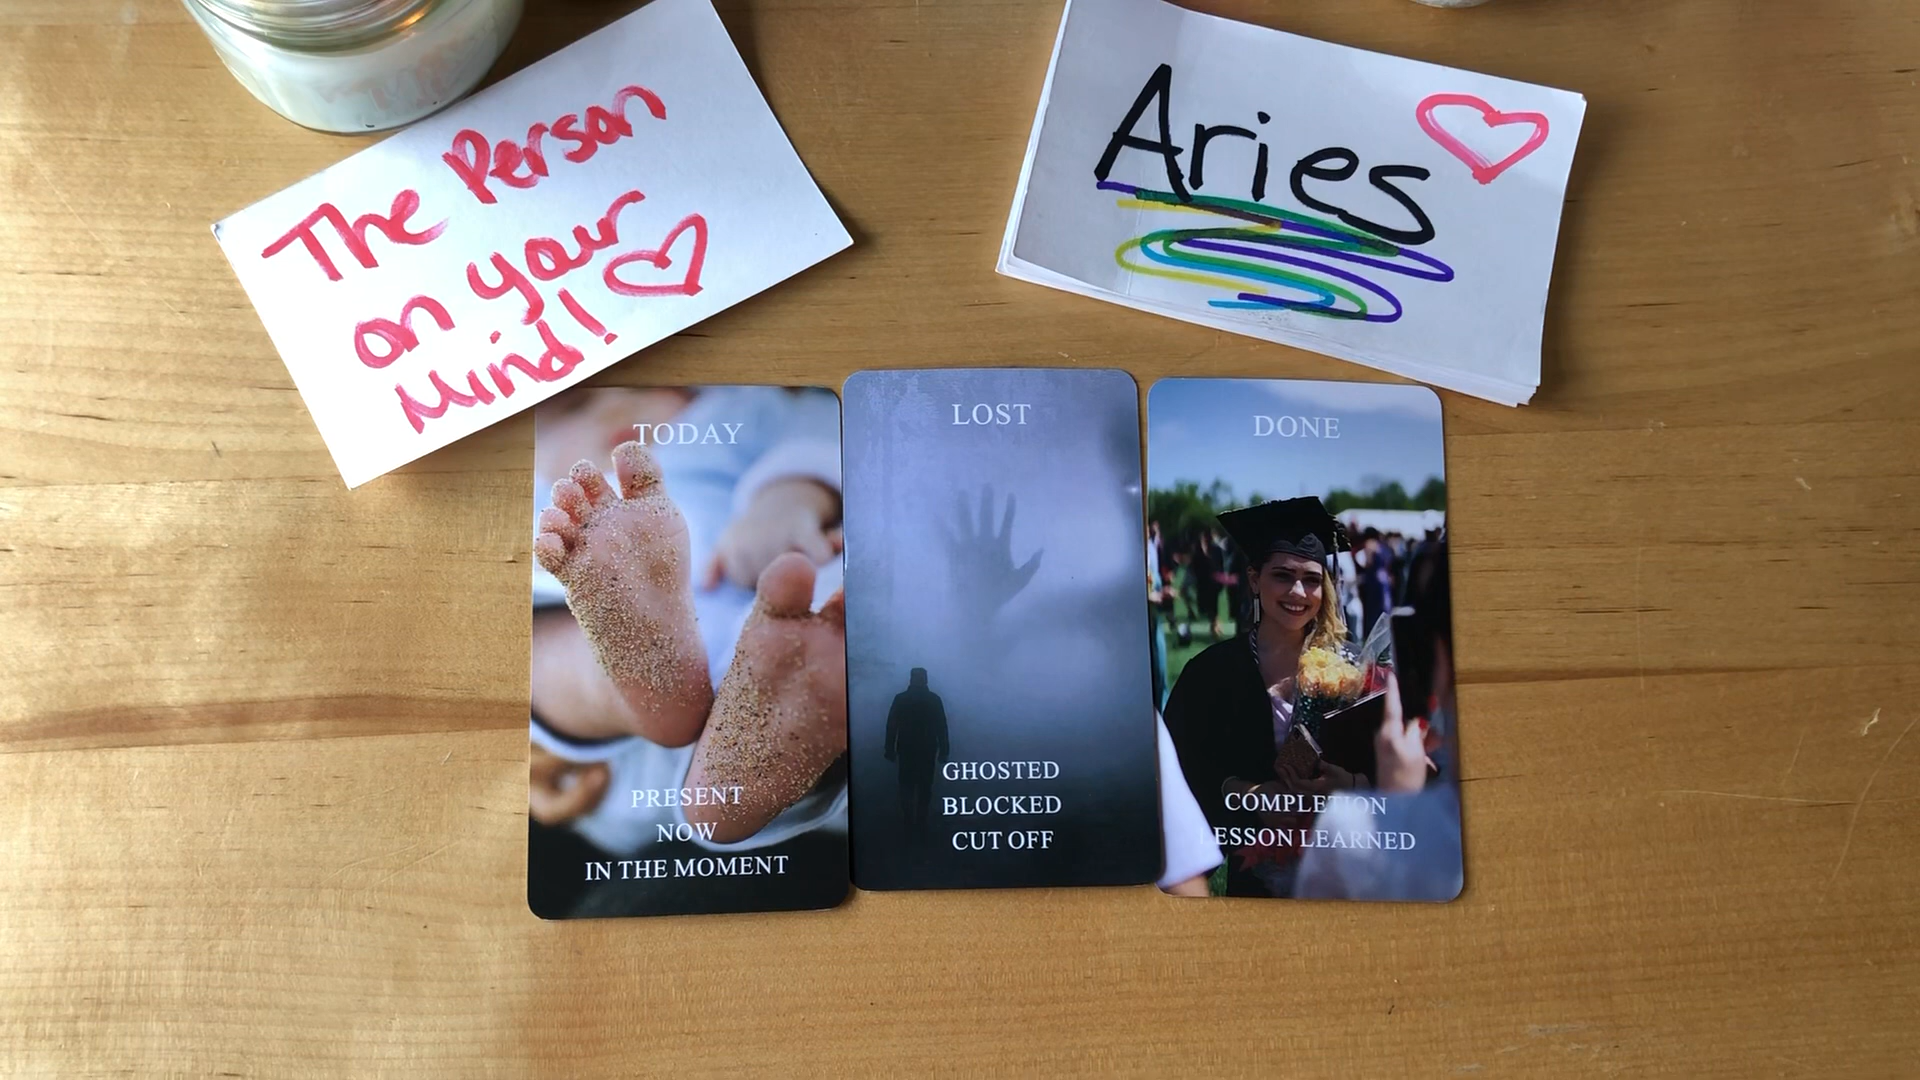 The Person
on your
Mind!
Aries
TODAY
PRESENT
NOW
IN THE MOMENT
LOST
GHOSTED
BLOCKED
CUT OFF
DONE
COMPLETION
LESSON LEARNED